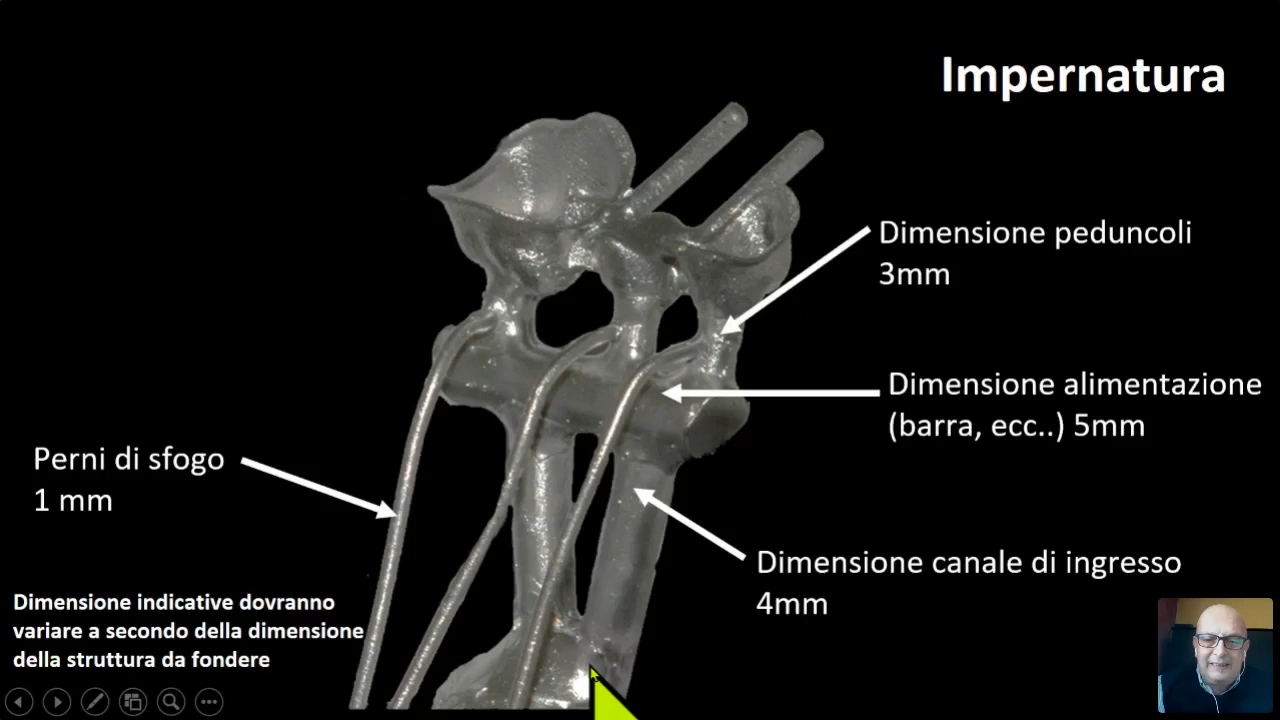 Impernatura
Dimensione peduncoli
3mm
Dimensione alimentazione
(barra, ecc..) 5mm
Perni di sfogo
1 mm
Dimensione canale di ingresso
4mm
Dimensione indicative dovranno
variare a secondo della dimensione
della struttura da fondere